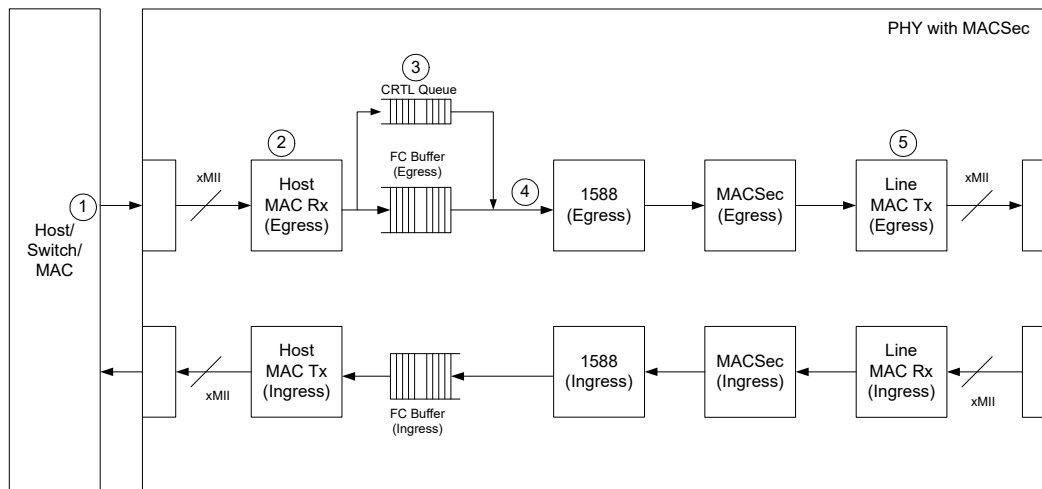 PHY with MACSec
3
CRTL Queue
2
5
xMII
Host
MAC Rx
(Egress)
FC Buffer
(Egress)
4
1588
(Egress)
MACSec
(Egress)
Line
MAC Tx
(Egress)
xMII
1
Host/
Switch/
MAC
xMII
Host
MAC Tx
(Ingress)
FC Buffer
(Ingress)
1588
(Ingress)
MACSec
(Ingress)
Line
MAC Rx
(Ingress)
xMII